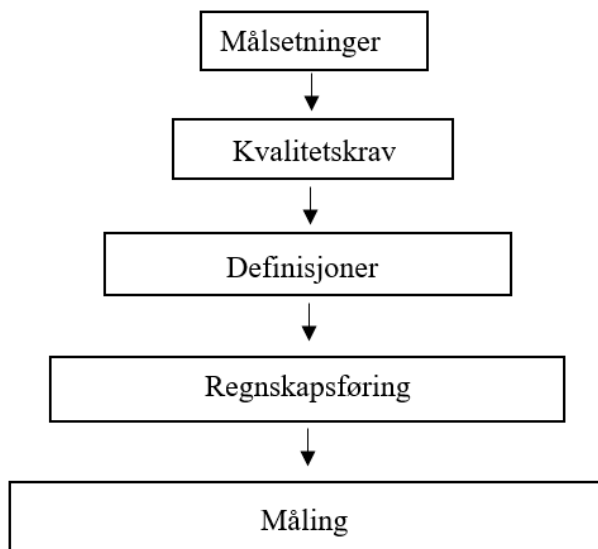 Målsetninger
Kvalitetskrav
Definisjoner
Regnskapsføring
Måling